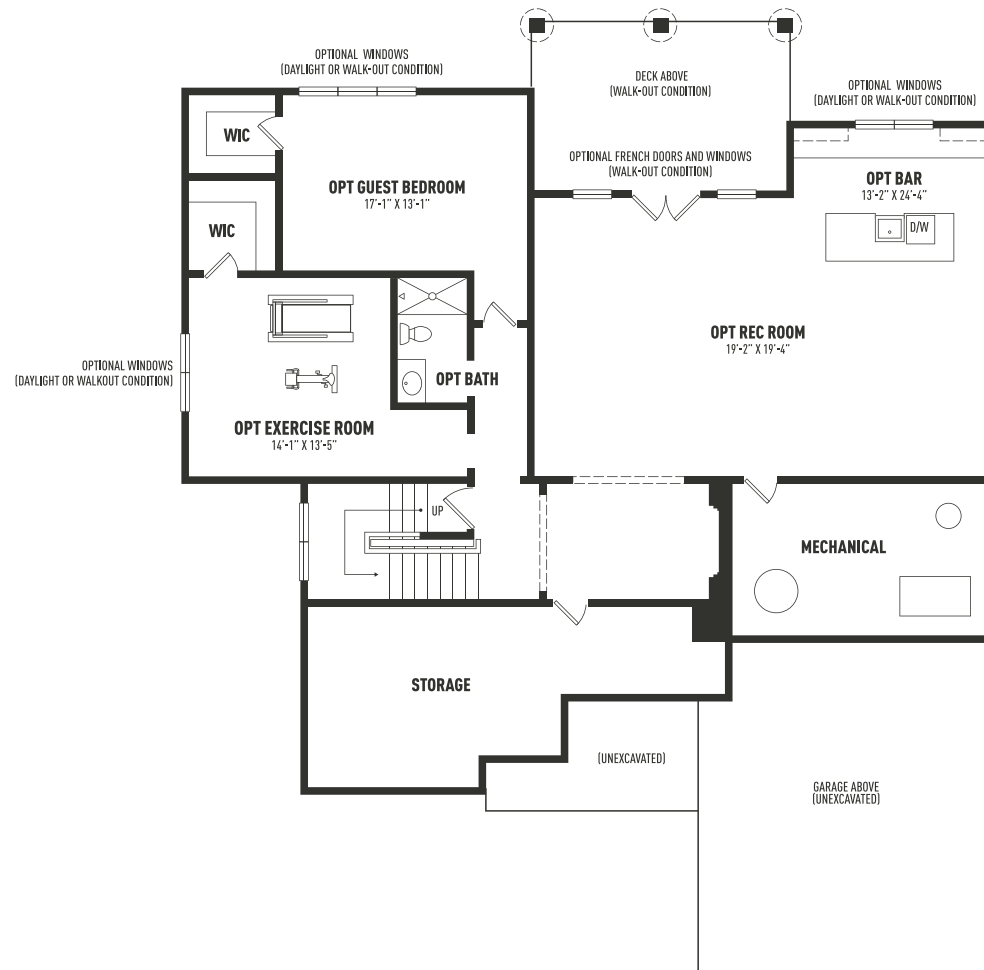 OPTIONAL WINDOWS
(DAYLIGHT OR WALK-OUT CONDITION)
DECK ABOVE
(WALK-OUT CONDITION)
OPTIONAL WINDOWS
(DAYLIGHT OR WALK-OUT CONDITION)
WIC
OPTIONAL FRENCH DOORS AND WINDOWS
(WALK-OUT CONDITION)
OPT GUEST BEDROOM
17'-1" X 13'-1"
OPT BAR
13'-2" X 24'-4"
WIC
D/W
OPT REC ROOM
19'-2" X 19'-4"
OPTIONAL WINDOWS
(DAYLIGHT OR WALKOUT CONDITION)
OPT BATH
OPT EXERCISE ROOM
14'-1" X 13'-5"
UP
MECHANICAL
STORAGE
(UNEXCAVATED)
GARAGE ABOVE
(UNEXCAVATED)